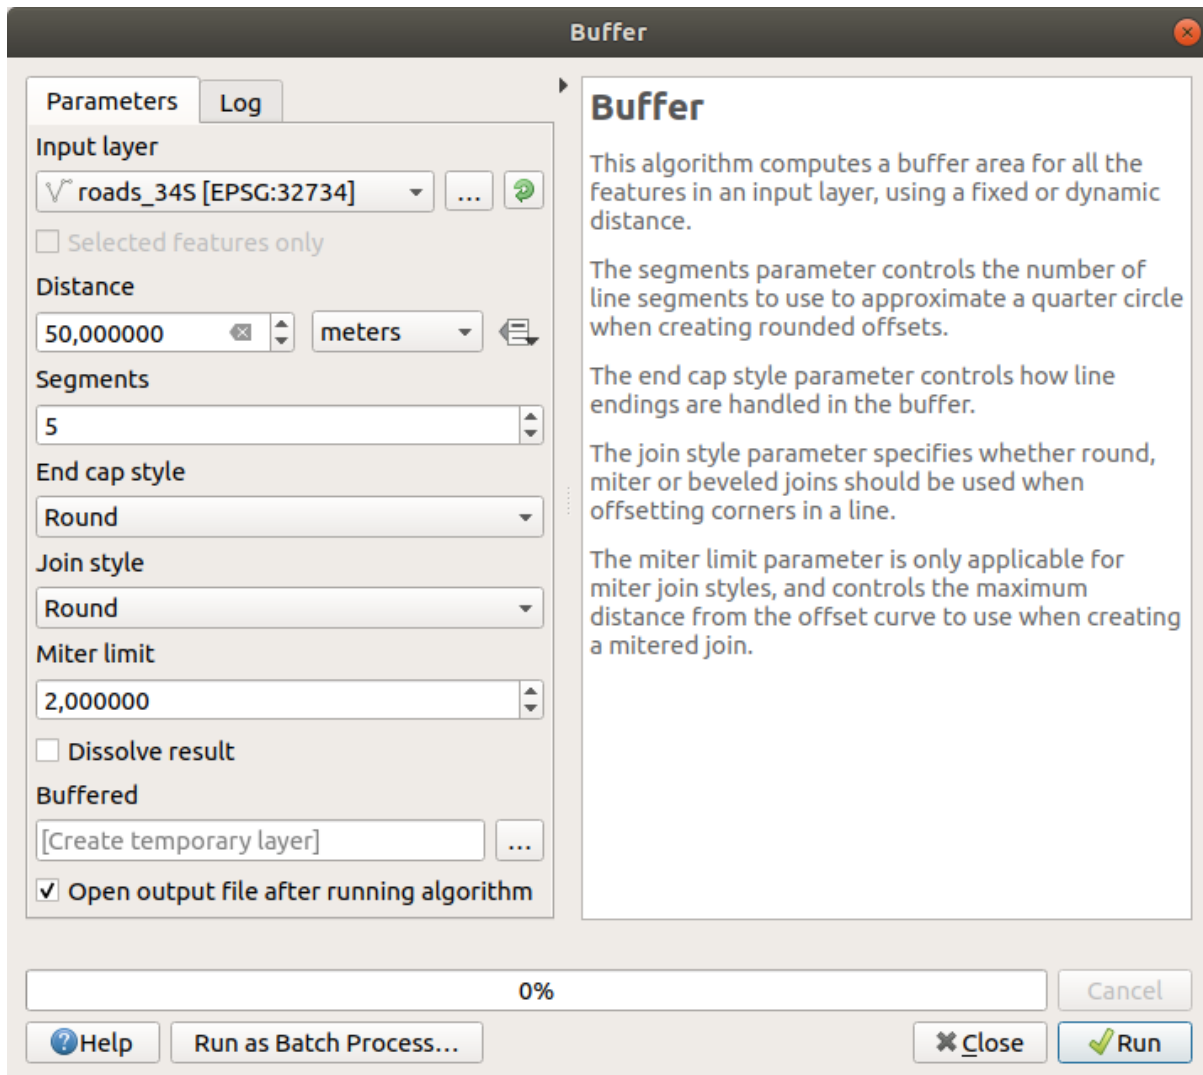 Buffer
Parameters
Log
Input layer
roads_34S [EPSG:32734]
...
Selected features only
Distance
50,000000
meters
Segments
5
End cap style
Round
Join style
Round
Miter limit
2,000000
Dissolve result
Buffered
[Create temporary layer]
...
Open output file after running algorithm
Buffer
This algorithm computes a buffer area for all the
features in an input layer, using a fixed or dynamic
distance.
The segments parameter controls the number of
line segments to use to approximate a quarter circle
when creating rounded offsets.
The end cap style parameter controls how line
endings are handled in the buffer.
The join style parameter specifies whether round,
miter or beveled joins should be used when
offsetting corners in a line.
The miter limit parameter is only applicable for
miter join styles, and controls the maximum
distance from the offset curve to use when creating
a mitered join.
0%
Cancel
Help
Run as Batch Process...
Close
Run